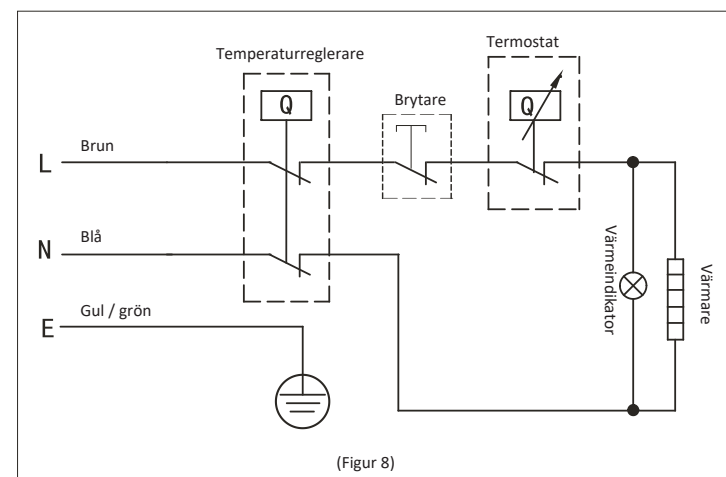 Temperaturreglerare
Termostat
Q
Brytare
Q
L
Brun
N
Blå
Värmeindikator
Värmare
E
Gul / grön
(Figur 8)